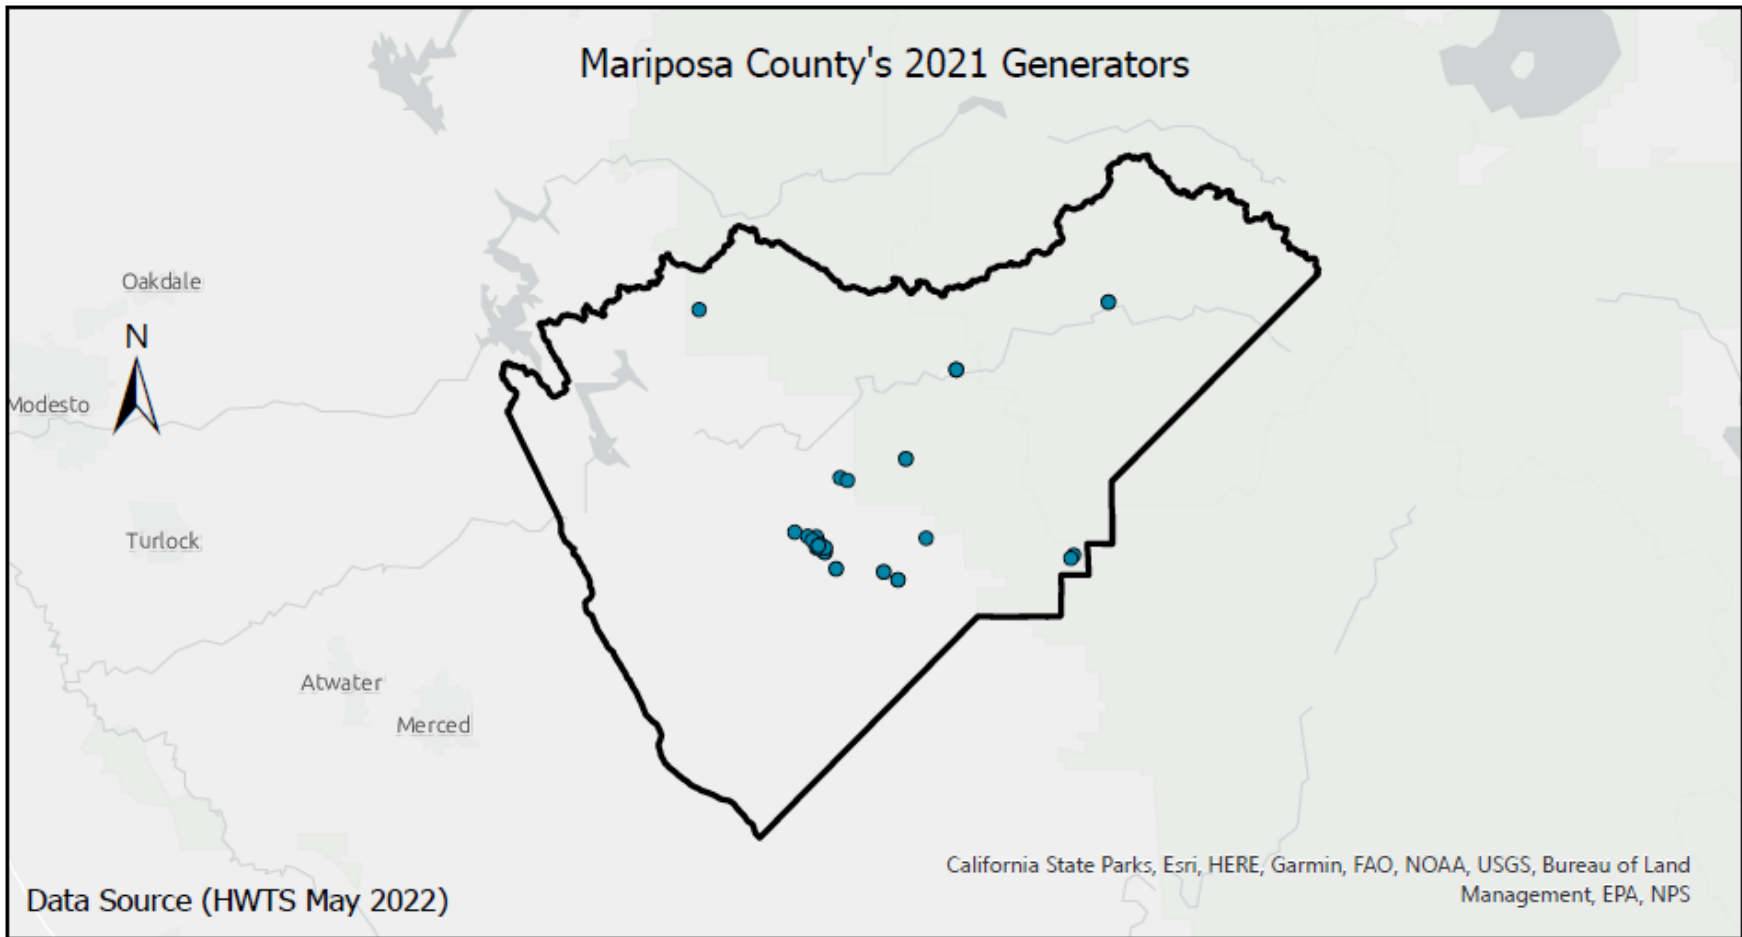 Mariposa County's 2021 Generators
Oakdale
N
Modesto
Turlock
Atwater
Merced
California State Parks, Esri, HERE, Garmin, FAO, NOAA, USGS, Bureau of Land
Management, EPA, NPS
Data Source (HWTS May 2022)